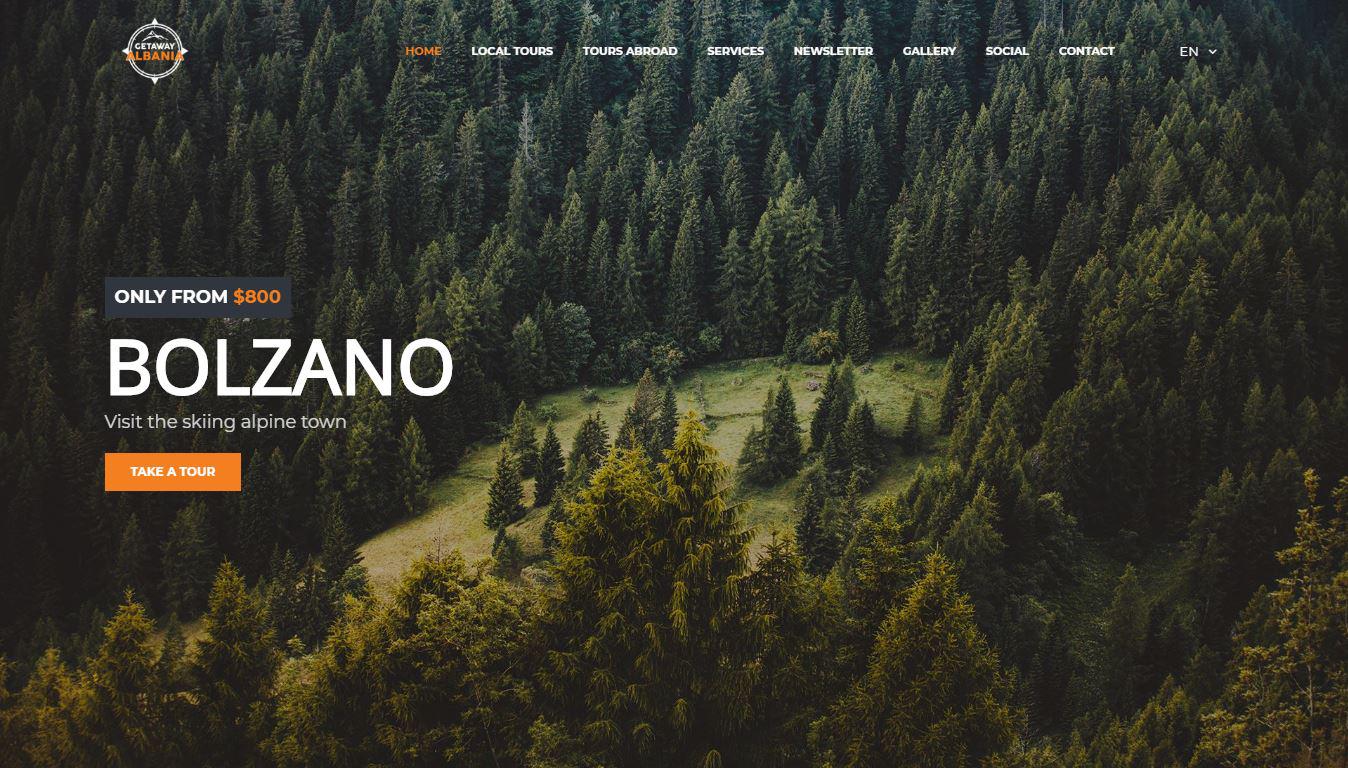 GETAWAY
ALBANIA
HOME LOCAL TOURS TOURS ABROAD SERVICES NEWSLETTER GALLERY SOCIAL CONTACT EN
ONLY FROM $800
BOLZANO
Visit the skiing alpine town
TAKE A TOUR